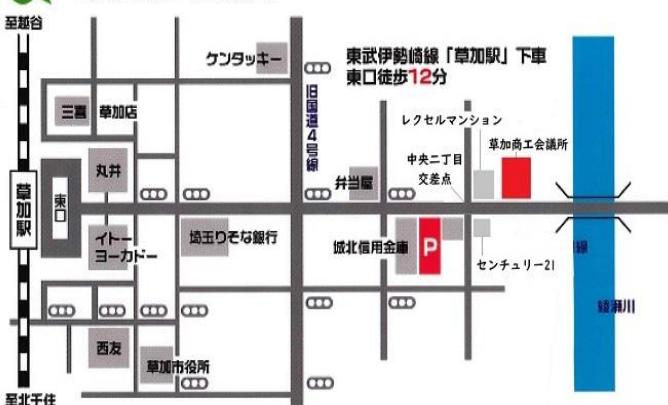 至越谷
ケンタッキー
東武伊勢崎線「草加駅」下車
東口徒歩12分
旧国道4号線
三喜 草加店
レクセルマンション
草加商工会議所
丸井
中央二丁目
交差点
弁当屋
草加駅
東口
イトー
ヨーカドー
埼玉りそな銀行
城北信用金庫
P
センチュリー21
線
綾瀬川
西友
草加市役所
至北千住